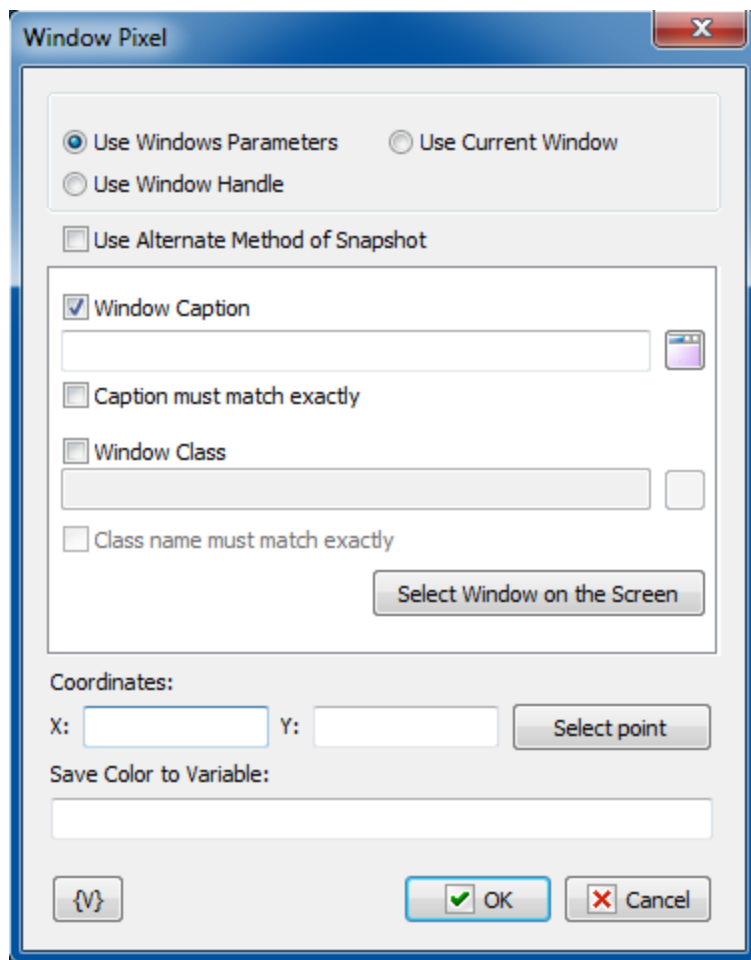 Window Pixel
Use Windows Parameters Use Current Window
Use Window Handle
Use Alternate Method of Snapshot
Window Caption
Caption must match exactly
Window Class
Class name must match exactly
Select Window on the Screen
Coordinates:
X: Y: Select point
Save Color to Variable:
{V} OK Cancel